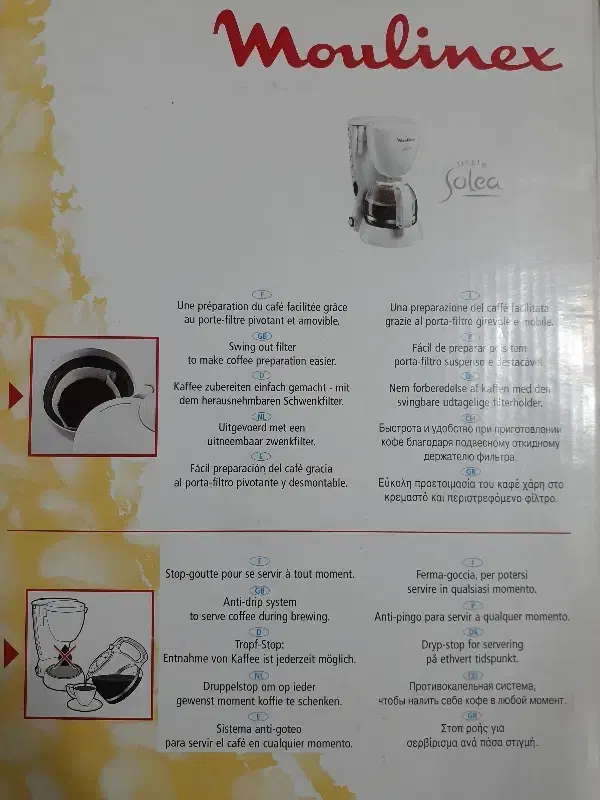 Moulinex
Moulinex
Solea
F
Une préparation du café facilitée grâce
au porte-filtre pivotant et amovible.
GB
Swing out filter
to make coffee preparation easier.
D
Kaffee zubereiten einfach gemacht - mit
dem herausnehmbaren Schwenkfilter.
NL
Uitgevoerd met een
uitneembaar zwenkfilter.
E
Fácil preparación del café gracia
al porta-filtro pivotante y desmontable.
I
Una preparazione del caffè facilitata
grazie al porta-filtro girevole e mobile.
P
Fácil de preparar pois tem
porta-filtro suspenso e destacável.
DK
Nem forberedelse af kaffen med den
svingbare udtagelige filterholder.
Быстрота и удобство при приготовлении
кофе благодаря подвесному откидному
держателю фильтра.
GR
Εύκολη προετοιμασία του καφέ χάρη στο
κρεμαστό και περιστρεφόμενο φίλτρο.
F
Stop-goutte pour se servir à tout moment.
GB
Anti-drip system
to serve coffee during brewing.
D
Tropf-Stop:
Entnahme von Kaffee ist jederzeit möglich.
NL
Druppelstop om op ieder
gewenst moment koffie te schenken.
E
Sistema anti-goteo
para servir el café en cualquier momento.
I
Ferma-goccia, per potersi
servire in qualsiasi momento.
P
Anti-pingo para servir a qualquer momento.
DK
Dryp-stop for servering
på ethvert tidspunkt.
Противокапельная система,
чтобы налить себе кофе в любой момент.
GR
Στοπ ροής για
σερβίρισμα ανά πάσα στιγμή.